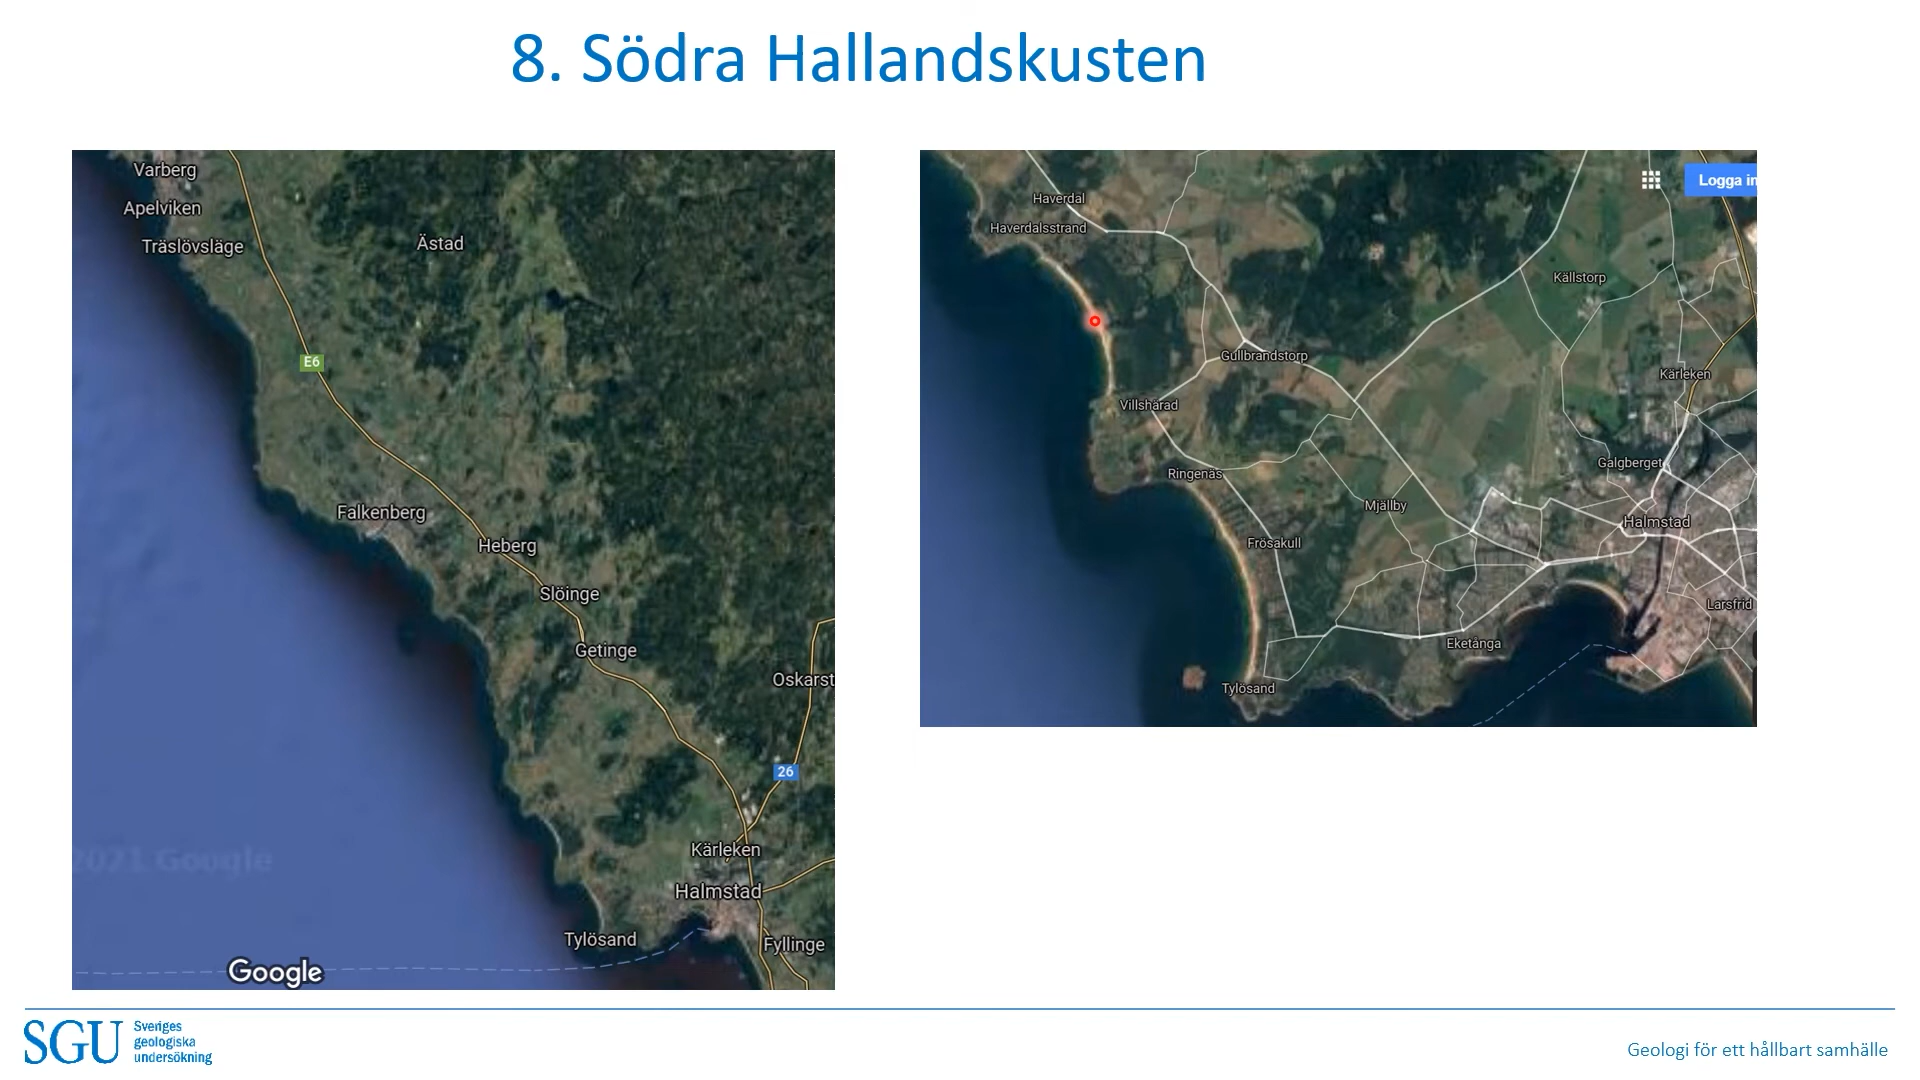 8. Södra Hallandskusten
Varberg
Apelviken
Träslövsläge
Ästad
E6
Falkenberg
Heberg
Slöinge
Getinge
Oskarst
26
2021 Google
Kärleken
Halmstad
Tylösand
Fyllinge
Google
Logga in
Haverdal
Haverdalsstrand
Källstorp
Gullbrandstorp
Kärleken
Villshärad
Galgberget
Ringenäs
Mjällby
Halmstad
Frösakull
Larsfrid
Eketånga
Tylösand
SGU
Sveriges
geologiska
undersökning
Geologi för ett hållbart samhälle